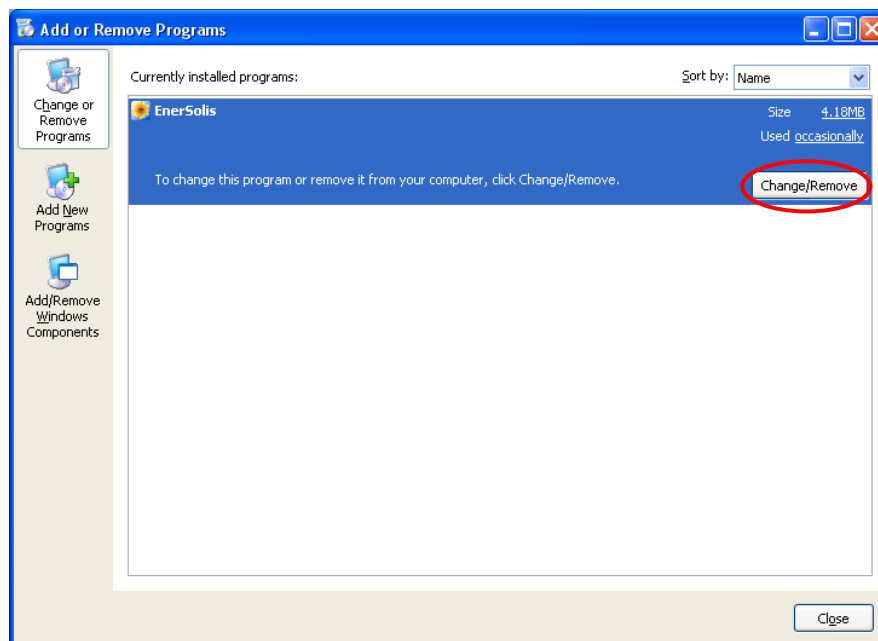 Add or Remove Programs
Currently installed programs:
Sort by: Name
Change or
Remove
Programs
EnerSolis
Size 4.18MB
Used occasionally
To change this program or remove it from your computer, click Change/Remove.
Change/Remove
Add New
Programs
Add/Remove
Windows
Components
Close